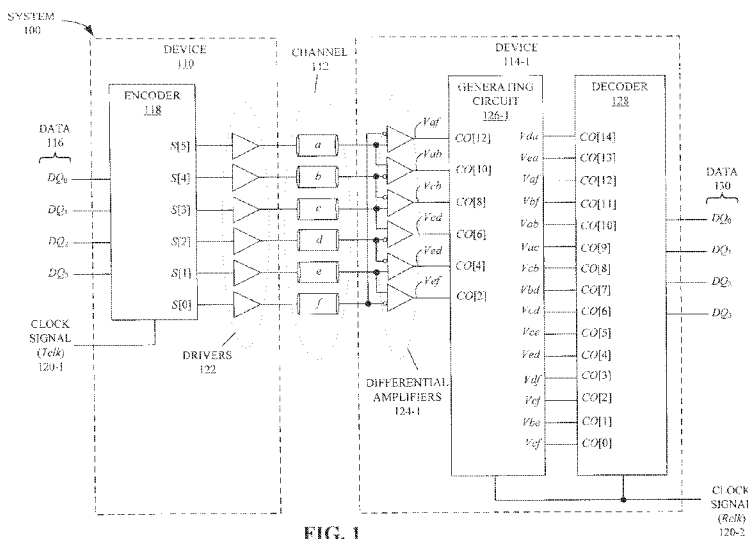 SYSTEM
100
DEVICE
110
CHANNEL
112
DEVICE
114-1
ENCODER
118
GENERATING
CIRCUIT
126-1
DECODER
128
DATA
116
DQ0
DQ1
DQ2
DQ3
S[5]
S[4]
S[3]
S[2]
S[1]
S[0]
a
b
c
d
e
f
Vaf
Vab
Vcb
Vcd
Ved
Vef
CO[12]
CO[10]
CO[8]
CO[6]
CO[4]
CO[2]
Vda
Vea
Vaf
Vbf
Vab
Vac
Vcb
Vbd
Vcd
Vce
Ved
Vdf
Vef
Vbe
Vcf
CO[14]
CO[13]
CO[12]
CO[11]
CO[10]
CO[9]
CO[8]
CO[7]
CO[6]
CO[5]
CO[4]
CO[3]
CO[2]
CO[1]
CO[0]
DATA
130
DQ0
DQ1
DQ2
DQ3
CLOCK
SIGNAL
(Tclk)
120-1
DRIVERS
122
DIFFERENTIAL
AMPLIFIERS
124-1
CLOCK
SIGNAL
(Rclk)
120-2
FIG. 1